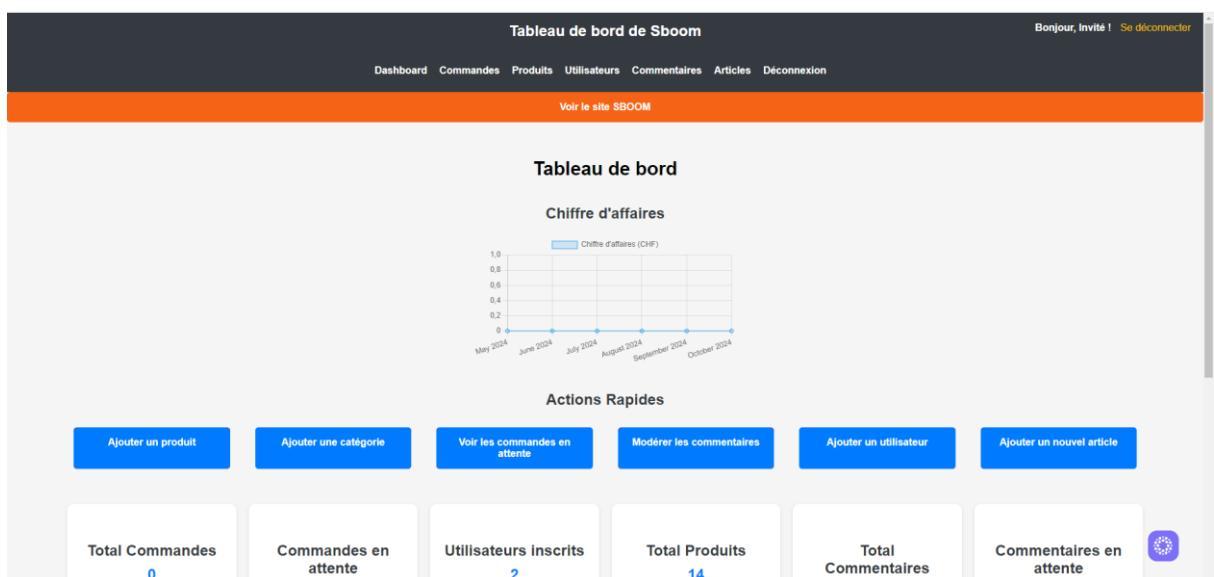 Tableau de bord de Sboom
Bonjour, Invité ! Se déconnecter
Dashboard Commandes Produits Utilisateurs Commentaires Articles Déconnexion
Voir le site SBOOM
Tableau de bord
Chiffre d'affaires
Chiffre d'affaires (CHF)
1,0
0,8
0,6
0,4
0,2
0
May 2024 June 2024 July 2024 August 2024 September 2024 October 2024
Actions Rapides
Ajouter un produit
Ajouter une catégorie
Voir les commandes en
attente
Modérer les commentaires
Ajouter un utilisateur
Ajouter un nouvel article
Total Commandes
0
Commandes en
attente
Utilisateurs inscrits
2
Total Produits
14
Total
Commentaires
Commentaires en
attente